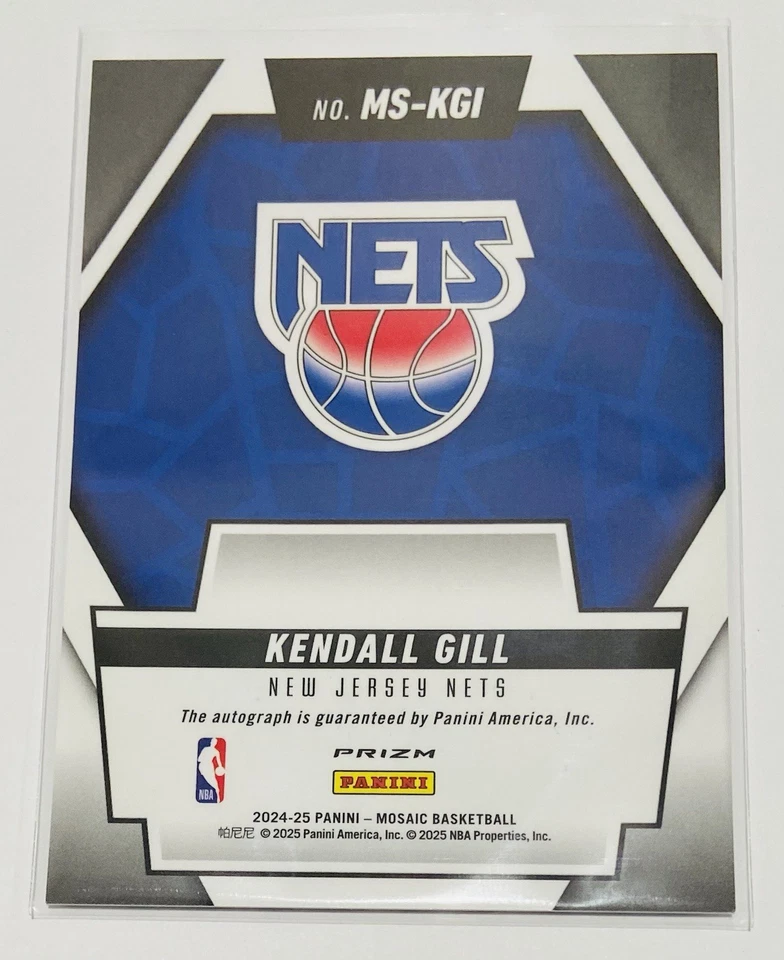 NO. MS-KGI
NETS
KENDALL GILL
NEW JERSEY NETS
The autograph is guaranteed by Panini America, Inc.
PRIZM
NBA
PANINI
2024-25 PANINI – MOSAIC BASKETBALL
帕尼尼 © 2025 Panini America, Inc. © 2025 NBA Properties, Inc.